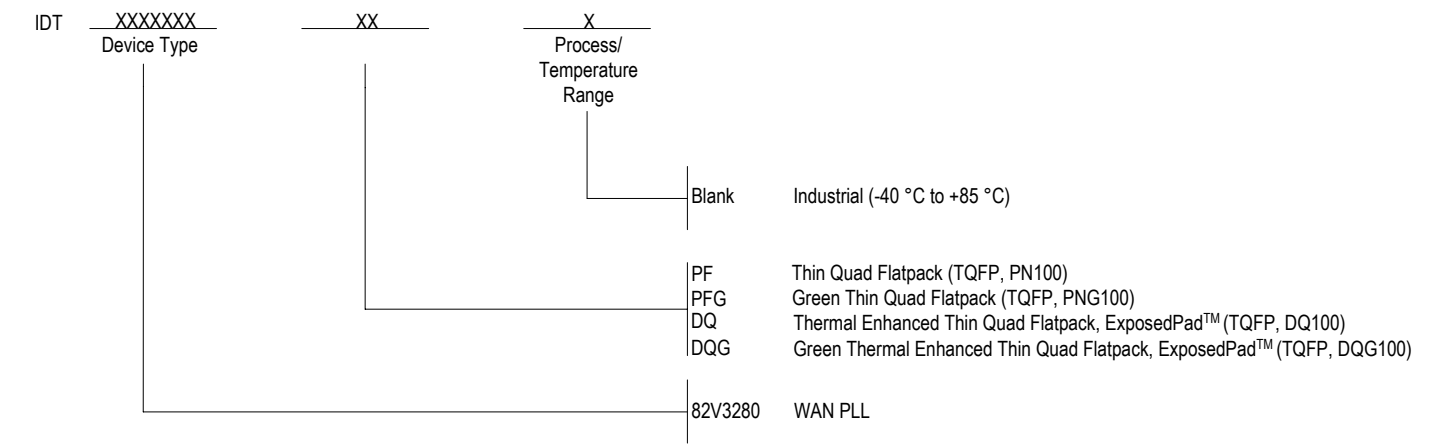 IDT XXXXXXX XX X
Device Type
Process/
Temperature
Range
Blank Industrial (-40 °C to +85 °C)
PF Thin Quad Flatpack (TQFP, PN100)
PFG Green Thin Quad Flatpack (TQFP, PNG100)
DQ Thermal Enhanced Thin Quad Flatpack, ExposedPad™ (TQFP, DQ100)
DQG Green Thermal Enhanced Thin Quad Flatpack, ExposedPad™ (TQFP, DQG100)
82V3280 WAN PLL